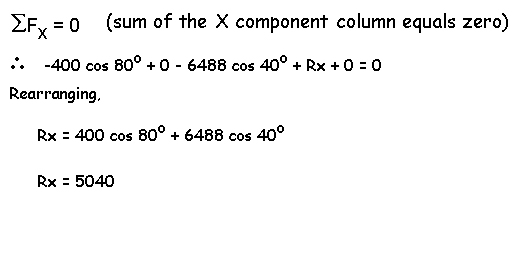 ΣFx = 0 (sum of the X component column equals zero)
∴ -400 cos 80° + 0 - 6488 cos 40° + Rx + 0 = 0
Rearranging,
Rx = 400 cos 80° + 6488 cos 40°
Rx = 5040